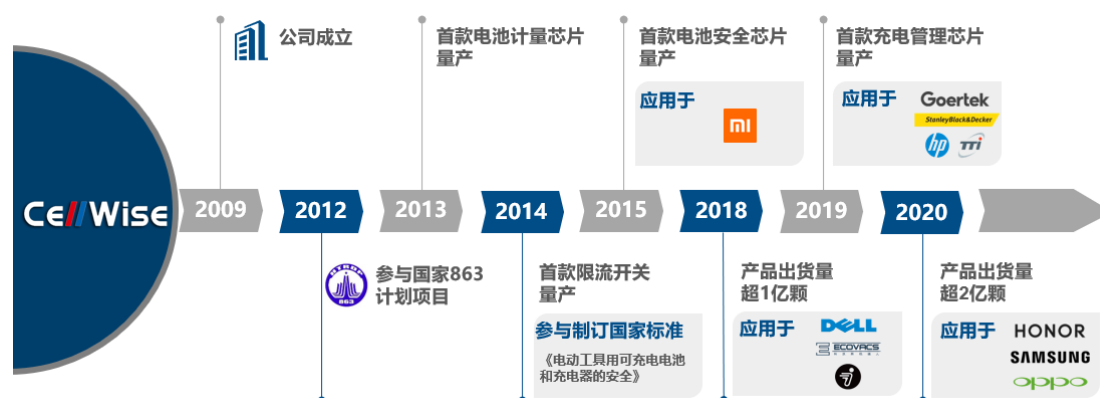 公司成立
首款电池计量芯片
量产
首款电池安全芯片
量产
应用于
mi
首款充电管理芯片
量产
应用于
Goertek
StanleyBlack&Decker
hp
TTi
CellWise
2009
2012
2013
2014
2015
2018
2019
2020
863
参与国家863
计划项目
首款限流开关
量产
参与制订国家标准
《电动工具用可充电电池
和充电器的安全》
产品出货量
超1亿颗
应用于
DELL
ECOVACS
产品出货量
超2亿颗
应用于
HONOR
SAMSUNG
oppo